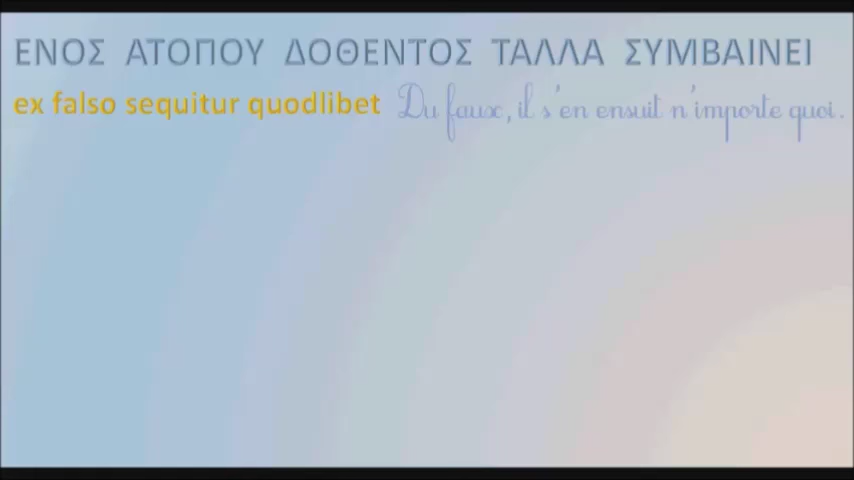 ΕΝΟΣ ΑΤΟΠΟΥ ΔΟΘΕΝΤΟΣ ΤΑΛΛΑ ΣΥΜΒΑΙΝΕΙ
ex falso sequitur quodlibet Du faux, il s'en ensuit n'importe quoi.